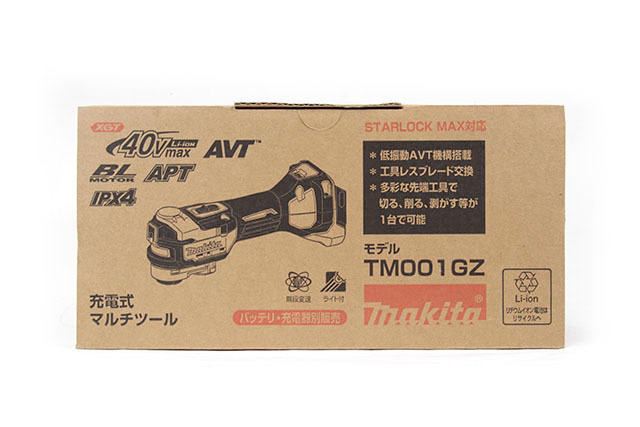 XGT
40Vmax Li-ion
AVT™
BL MOTOR
APT
IPX4
充電式
マルチツール
makita
無段変速
ライト付
バッテリ・充電器別販売
STARLOCK MAX対応
* 低振動AVT機構搭載
* 工具レスブレード交換
* 多彩な先端工具で
切る、削る、剥がす等が
1台で可能
モデル
TM001GZ
makita®
Li-ion
リチウムイオン電池は
リサイクルへ